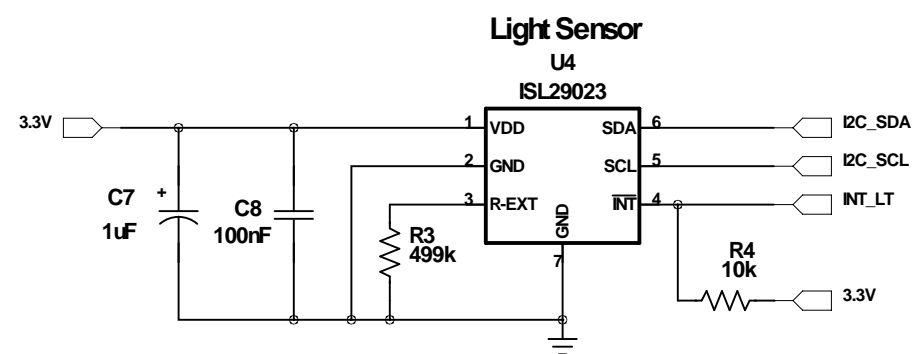 Light Sensor
U4
ISL29023
3.3V
1
VDD
SDA
6
I2C_SDA
2
GND
SCL
5
I2C_SCL
3
R-EXT
INT
4
INT_LT
GND
7
C7
+
1uF
C8
100nF
R3
499k
R4
10k
3.3V